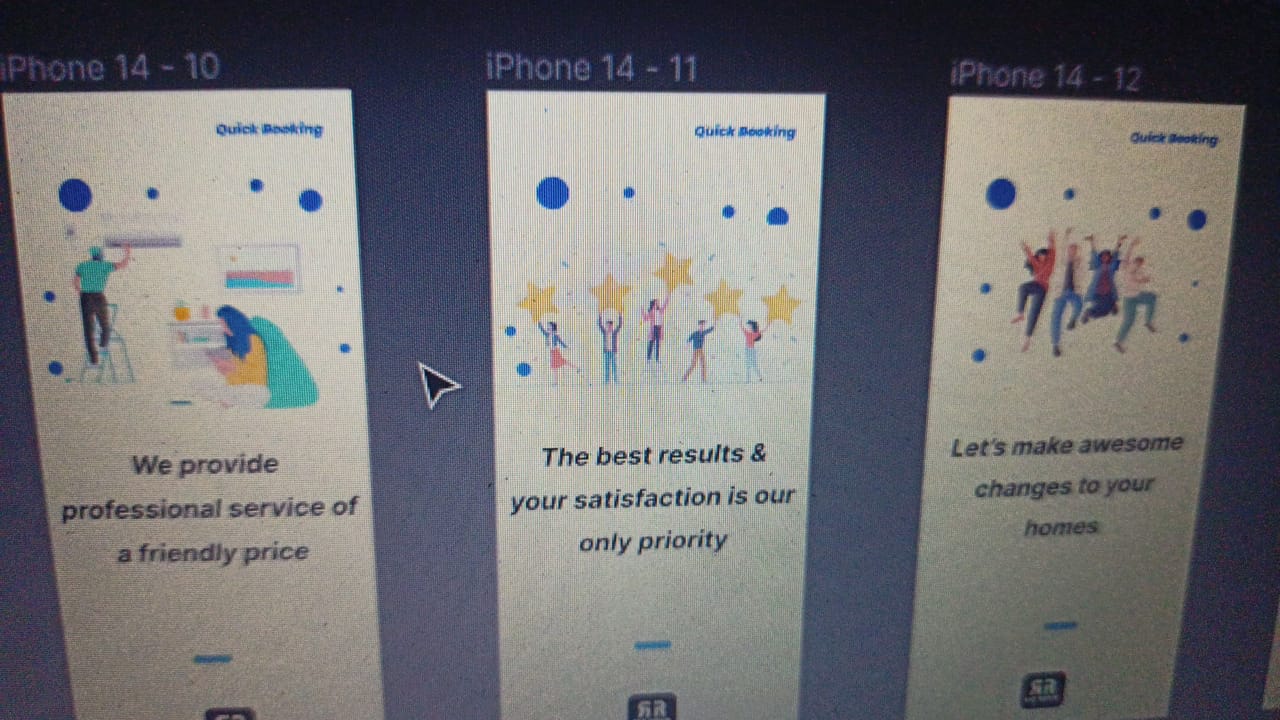 iPhone 14 - 10
Quick Booking
We provide
professional service of
a friendly price
iPhone 14 - 11
Quick Booking
The best results &
your satisfaction is our
only priority
iPhone 14 - 12
Quick Booking
Let's make awesome
changes to your
homes